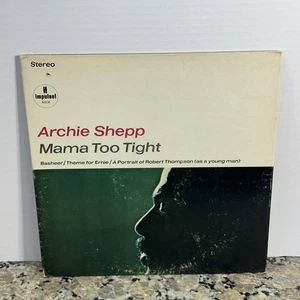 Stereo
impulse!
Archie Shepp
Mama Too Tight
Basheer/Theme for Ernie/A Portrait of Robert Thompson (as a young man)